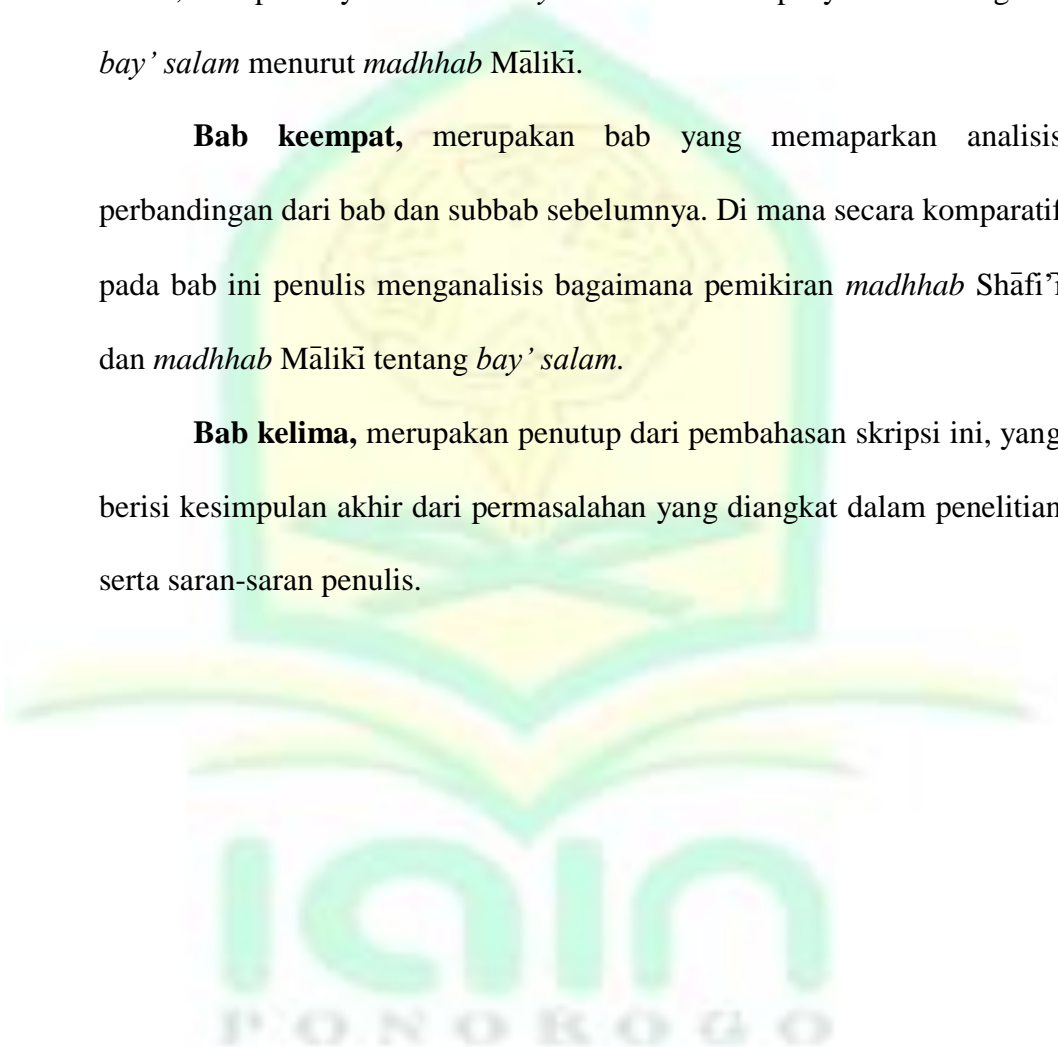 bay’ salam menurut madhhab Mālikī.
Bab keempat, merupakan bab yang memaparkan analisis
perbandingan dari bab dan subbab sebelumnya. Di mana secara komparatif
pada bab ini penulis menganalisis bagaimana pemikiran madhhab Shāfi’ī
dan madhhab Mālikī tentang bay’ salam.
Bab kelima, merupakan penutup dari pembahasan skripsi ini, yang
berisi kesimpulan akhir dari permasalahan yang diangkat dalam penelitian
serta saran-saran penulis.
iain
PONOROGO